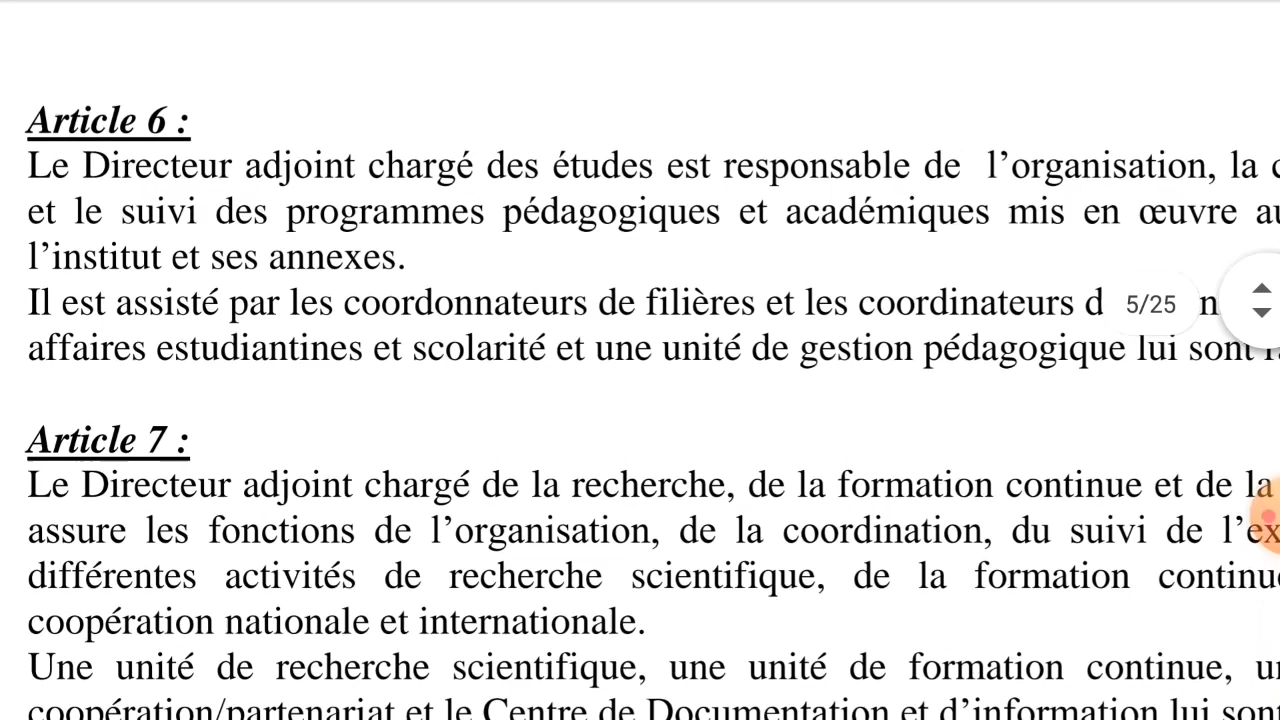 Article 6 :
Le Directeur adjoint chargé des études est responsable de l’organisation, la
et le suivi des programmes pédagogiques et académiques mis en œuvre
l’institut et ses annexes.
Il est assisté par les coordonnateurs de filières et les coordinateurs
5/25
affaires estudiantines et scolarité et une unité de gestion pédagogique lui sont
Article 7 :
Le Directeur adjoint chargé de la recherche, de la formation continue et de la
assure les fonctions de l’organisation, de la coordination, du suivi de
différentes activités de recherche scientifique, de la formation
coopération nationale et internationale.
Une unité de recherche scientifique, une unité de formation continue,
coopération/partenariat et le Centre de Documentation et d’information lui sont